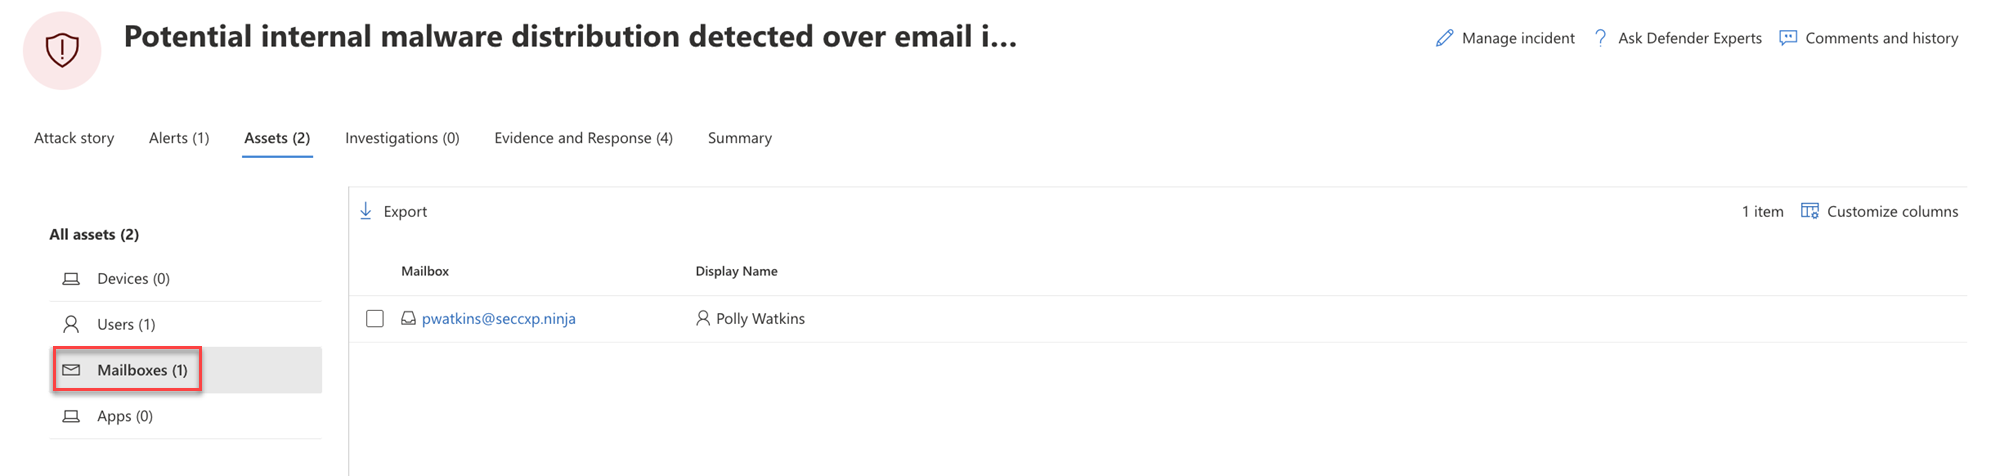 Potential internal malware distribution detected over email i...
Manage incident
Ask Defender Experts
Comments and history
Attack story
Alerts (1)
Assets (2)
Investigations (0)
Evidence and Response (4)
Summary
All assets (2)
Devices (0)
Users (1)
Mailboxes (1)
Apps (0)
Export
1 item
Customize columns
Mailbox
Display Name
pwatkins@seccxp.ninja
Polly Watkins